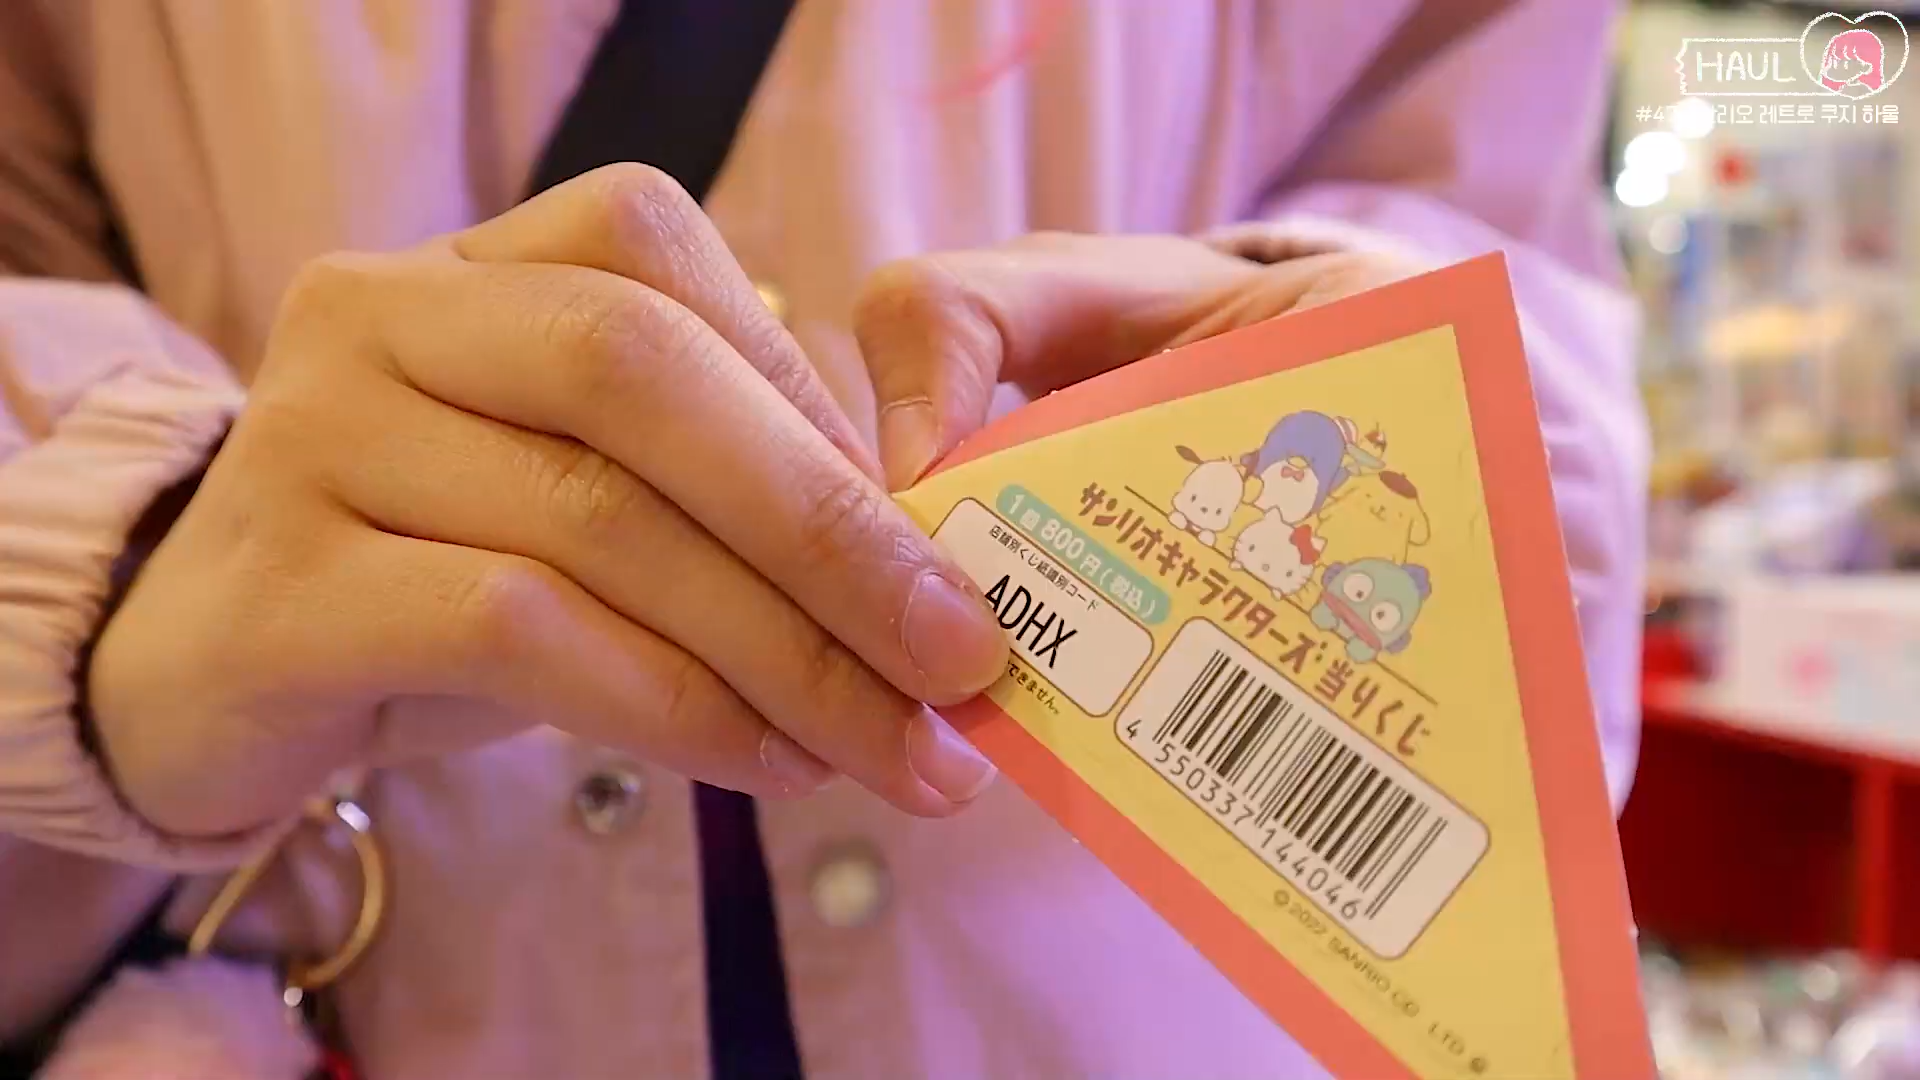 HAUL
레트로 쿠지 하울
サンリオキャラクターズ 当りくじ
1回 800円(税込)
店舗別くじ紙識別コード
ADHX
できません。
4 550337 144046
© 2022 SANRIO CO., LTD.